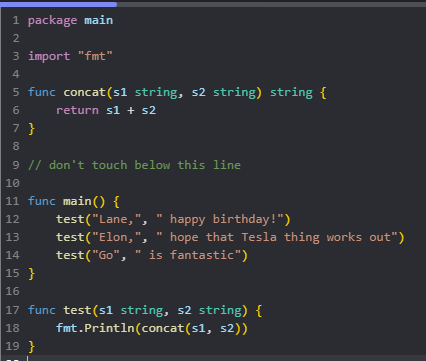 1 package main
2
3 import "fmt"
4
5 func concat(s1 string, s2 string) string {
6     return s1 + s2
7 }
8
9 // don't touch below this line
10
11 func main() {
12     test("Lane,", " happy birthday!")
13     test("Elon,", " hope that Tesla thing works out")
14     test("Go", " is fantastic")
15 }
16
17 func test(s1 string, s2 string) {
18     fmt.Println(concat(s1, s2))
19 }